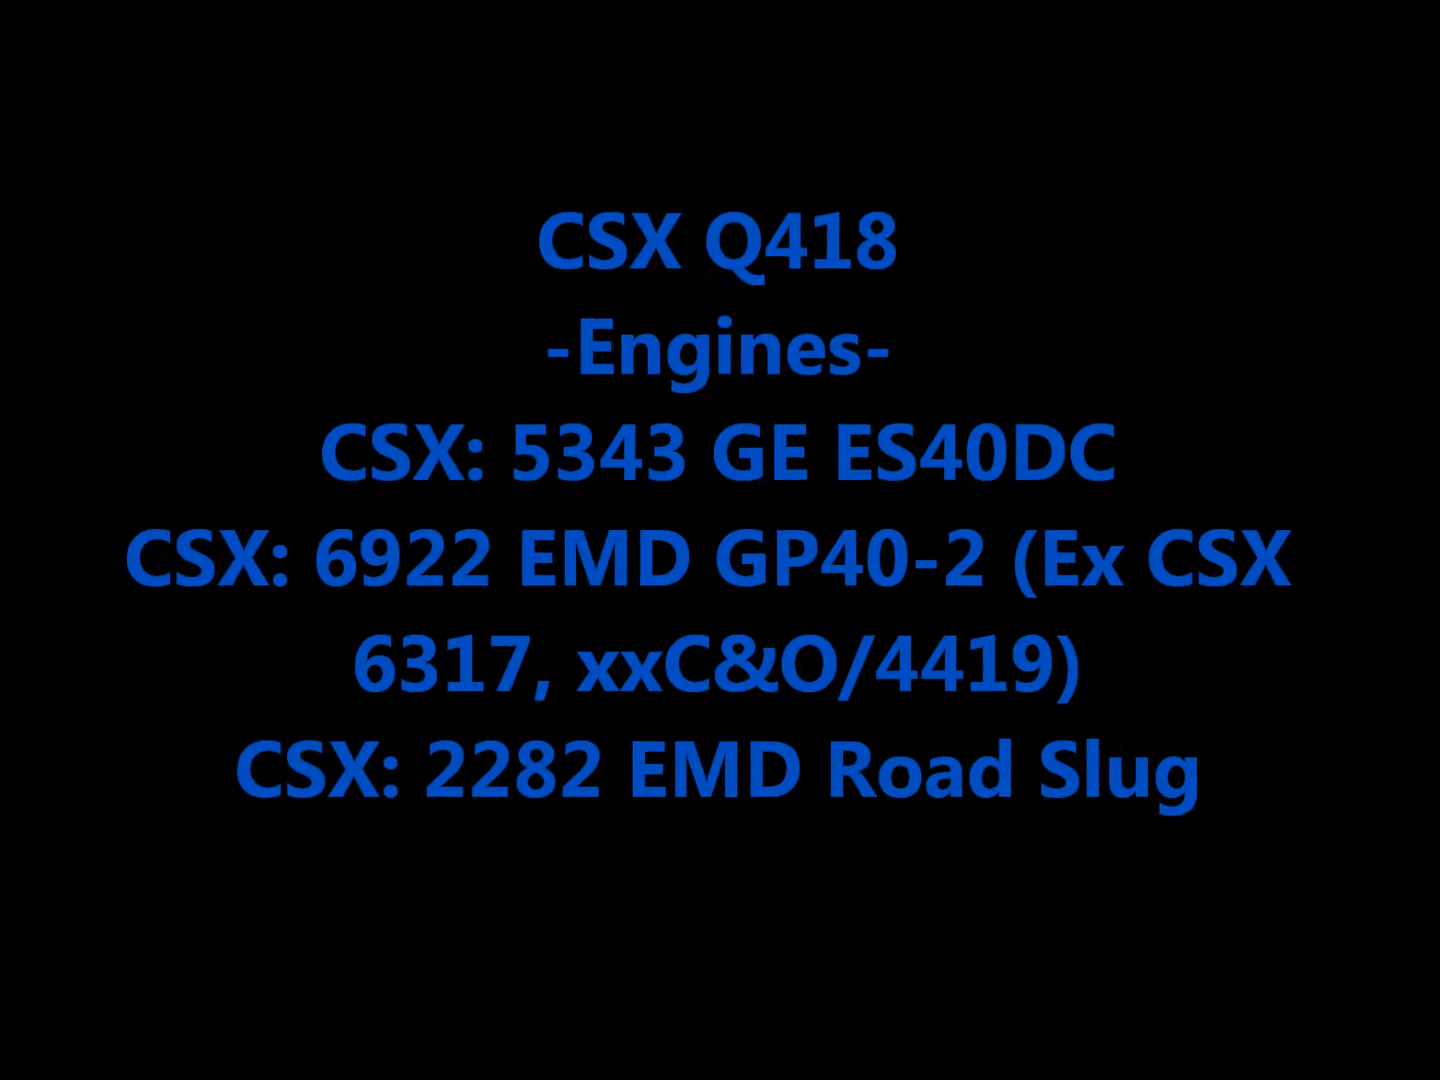 CSX Q418
-Engines-
CSX: 5343 GE ES40DC
CSX: 6922 EMD GP40-2 (Ex CSX
6317, xxC&O/4419)
CSX: 2282 EMD Road Slug